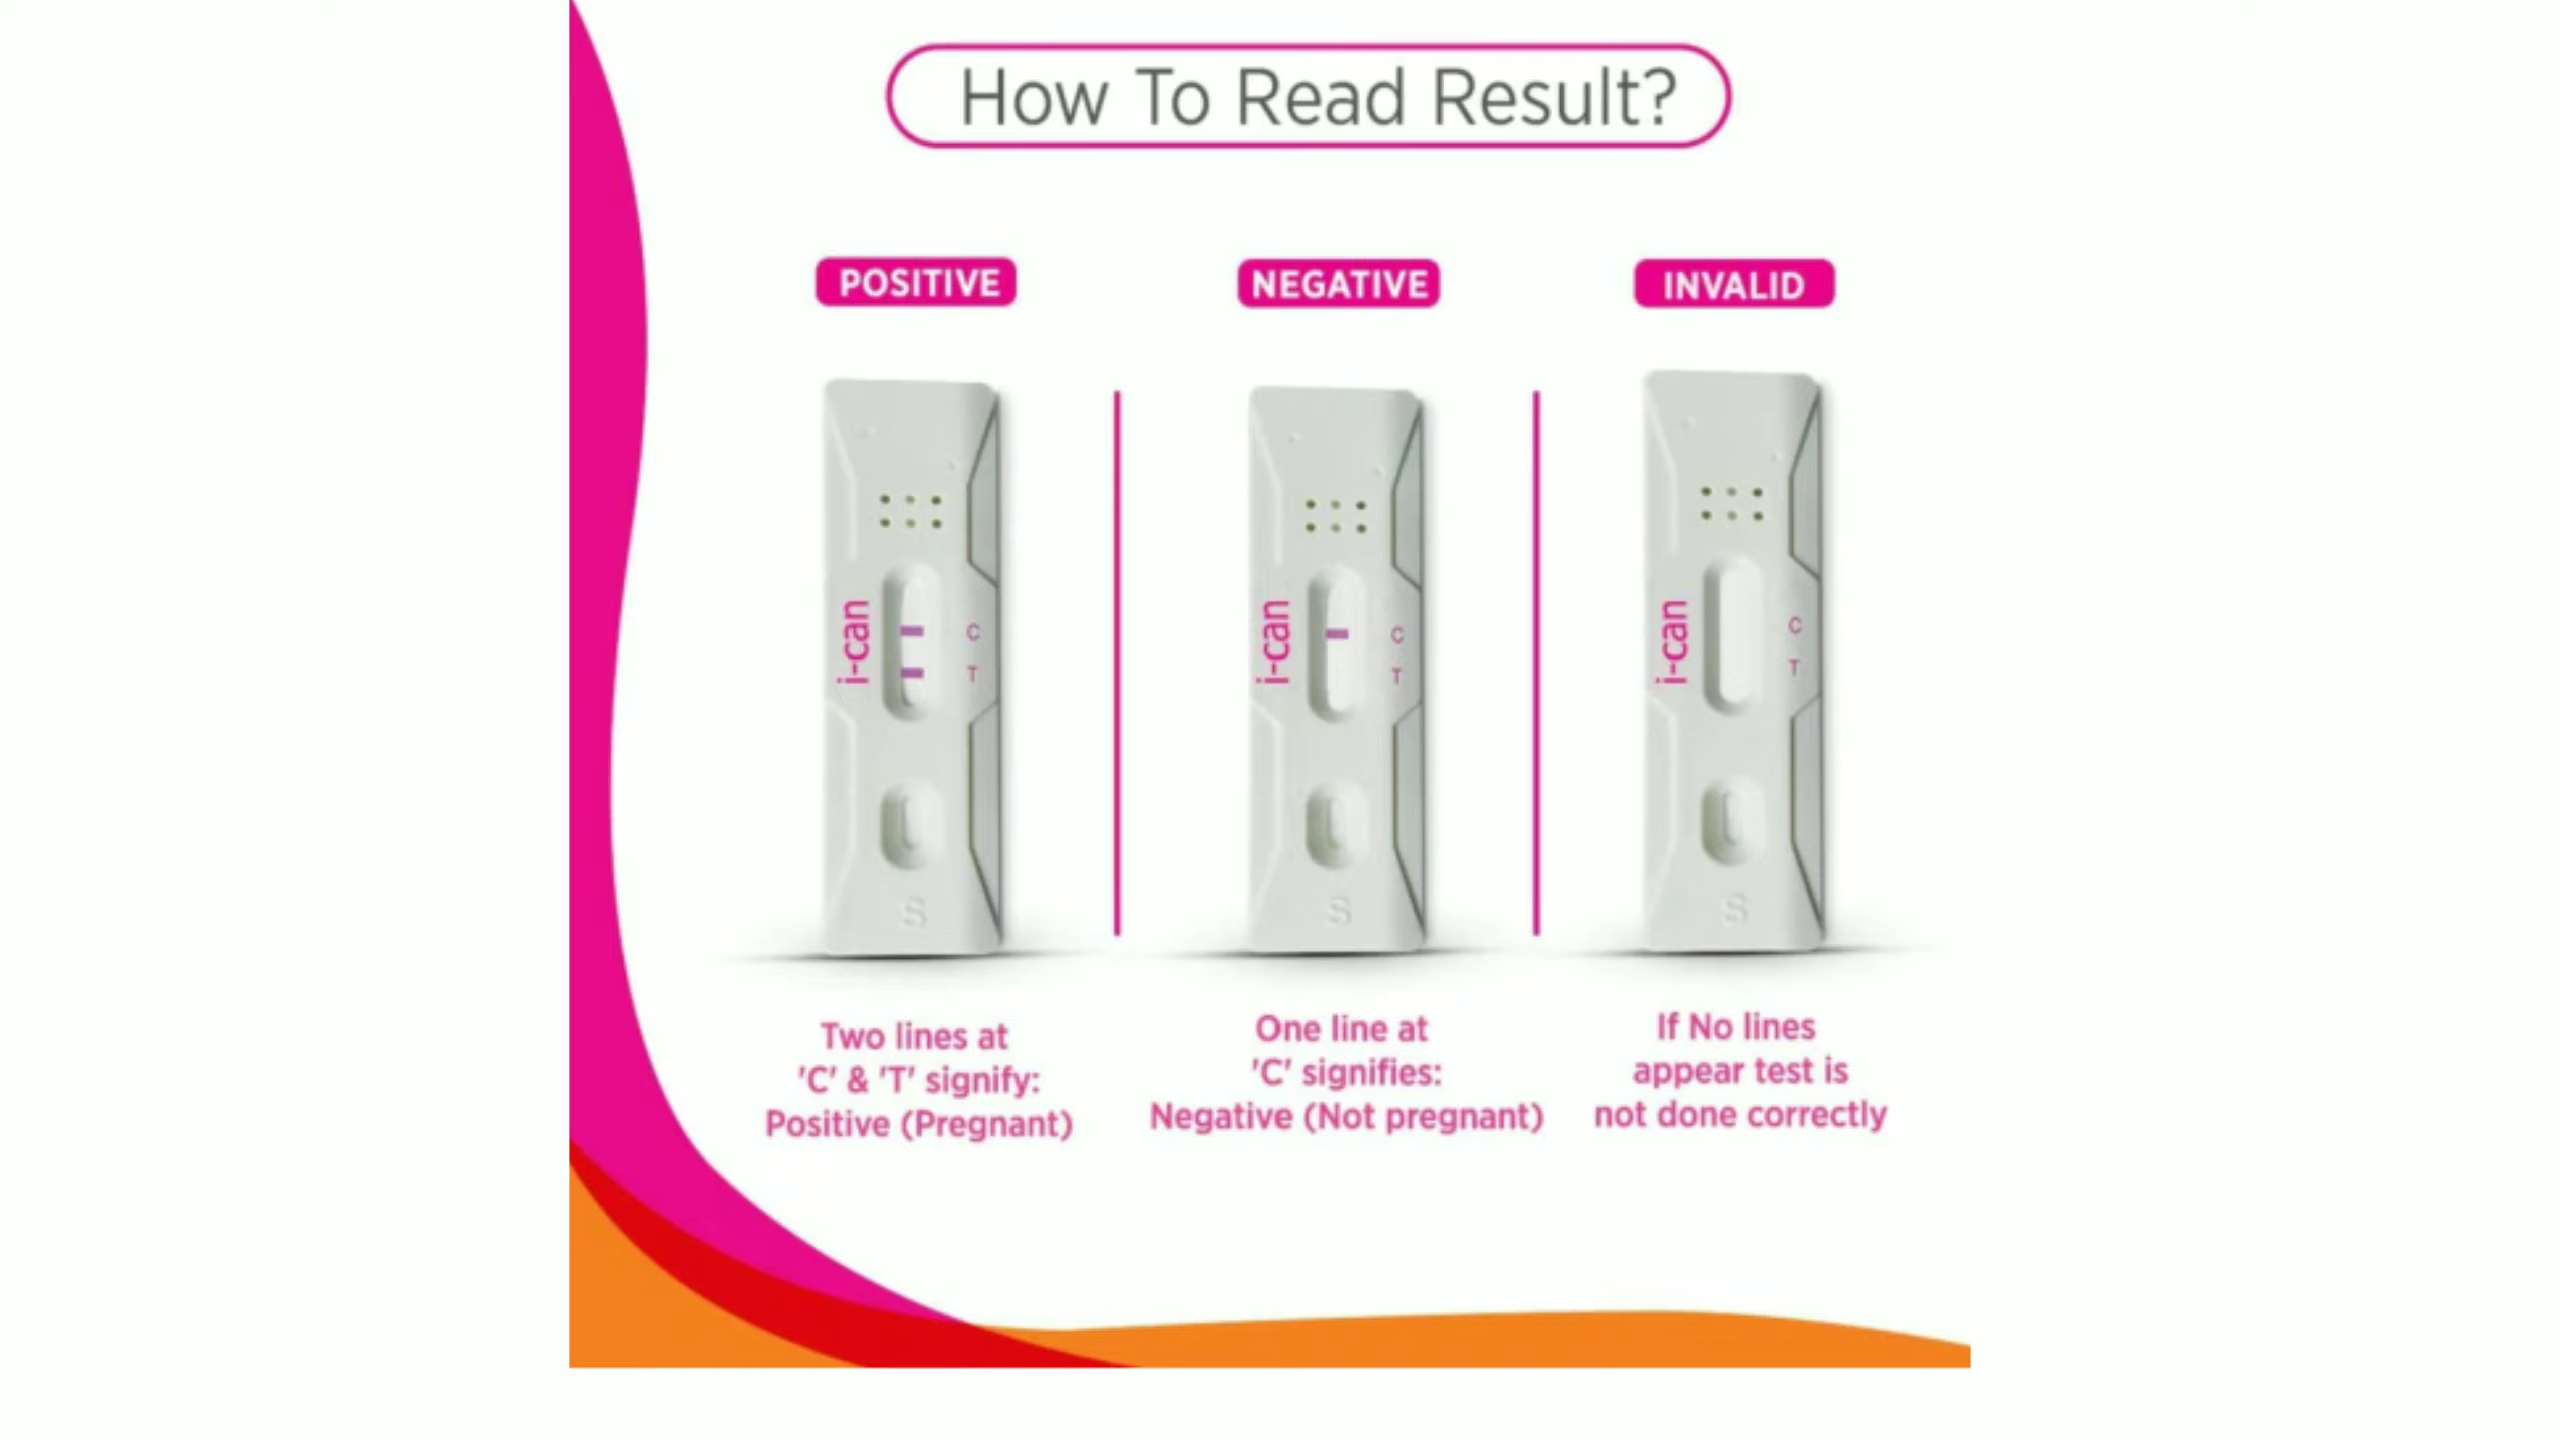 How To Read Result?
POSITIVE
NEGATIVE
INVALID
i-can
C
T
S
i-can
C
T
S
i-can
C
T
S
Two lines at
'C' & 'T' signify:
Positive (Pregnant)
One line at
'C' signifies:
Negative (Not pregnant)
If No lines
appear test is
not done correctly